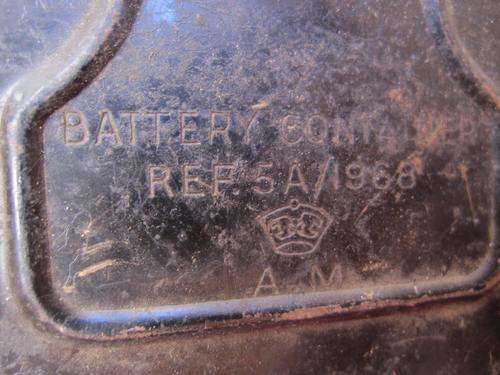 BATTERY CONTAINER
REF 5A/1968
A M